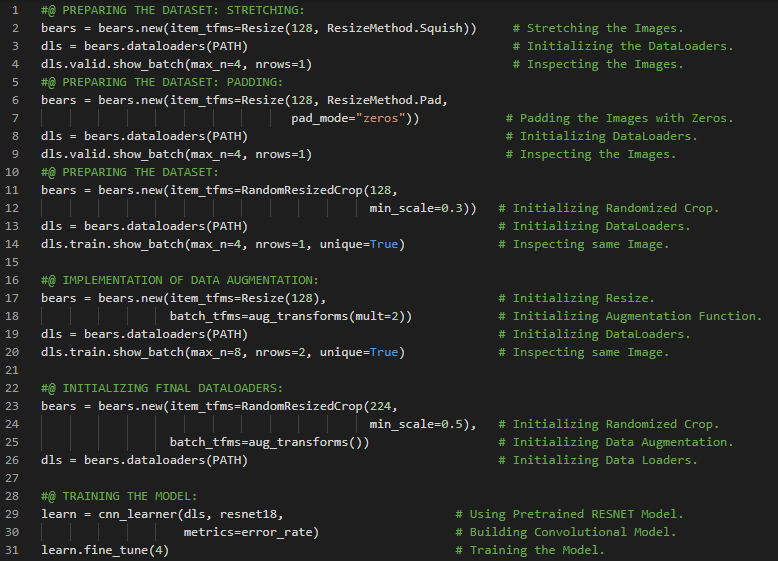 1 #@ PREPARING THE DATASET: STRETCHING:
2 bears = bears.new(item_tfms=Resize(128, ResizeMethod.Squish)) # Stretching the Images.
3 dls = bears.dataloaders(PATH) # Initializing the DataLoaders.
4 dls.valid.show_batch(max_n=4, nrows=1) # Inspecting the Images.
5 #@ PREPARING THE DATASET: PADDING:
6 bears = bears.new(item_tfms=Resize(128, ResizeMethod.Pad,
7 pad_mode="zeros")) # Padding the Images with Zeros.
8 dls = bears.dataloaders(PATH) # Initializing DataLoaders.
9 dls.valid.show_batch(max_n=4, nrows=1) # Inspecting the Images.
10 #@ PREPARING THE DATASET:
11 bears = bears.new(item_tfms=RandomResizedCrop(128,
12 min_scale=0.3)) # Initializing Randomized Crop.
13 dls = bears.dataloaders(PATH) # Initializing DataLoaders.
14 dls.train.show_batch(max_n=4, nrows=1, unique=True) # Inspecting same Image.
15
16 #@ IMPLEMENTATION OF DATA AUGMENTATION:
17 bears = bears.new(item_tfms=Resize(128), # Initializing Resize.
18 batch_tfms=aug_transforms(mult=2)) # Initializing Augmentation Function.
19 dls = bears.dataloaders(PATH) # Initializing DataLoaders.
20 dls.train.show_batch(max_n=8, nrows=2, unique=True) # Inspecting same Image.
21
22 #@ INITIALIZING FINAL DATALOADERS:
23 bears = bears.new(item_tfms=RandomResizedCrop(224,
24 min_scale=0.5), # Initializing Randomized Crop.
25 batch_tfms=aug_transforms()) # Initializing Data Augmentation.
26 dls = bears.dataloaders(PATH) # Initializing Data Loaders.
27
28 #@ TRAINING THE MODEL:
29 learn = cnn_learner(dls, resnet18, # Using Pretrained RESNET Model.
30 metrics=error_rate) # Building Convolutional Model.
31 learn.fine_tune(4) # Training the Model.